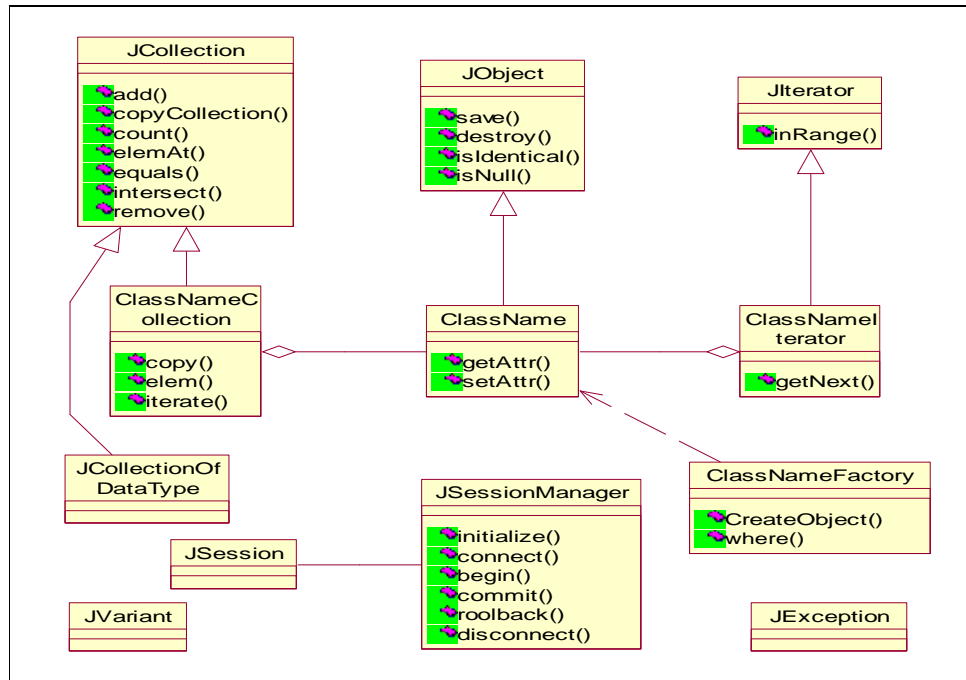 JCollection
add()
copyCollection()
count()
elemAt()
equals()
intersect()
remove()
JObject
save()
destroy()
isIdentical()
isNull()
JIterator
inRange()
ClassNameC
ollection
copy()
elem()
iterate()
ClassName
getAttr()
setAttr()
ClassNameI
terator
getNext()
JCollectionOf
DataType
JSessionManager
initialize()
connect()
begin()
commit()
roolback()
disconnect()
ClassNameFactory
CreateObject()
where()
JSession
JVariant
JException